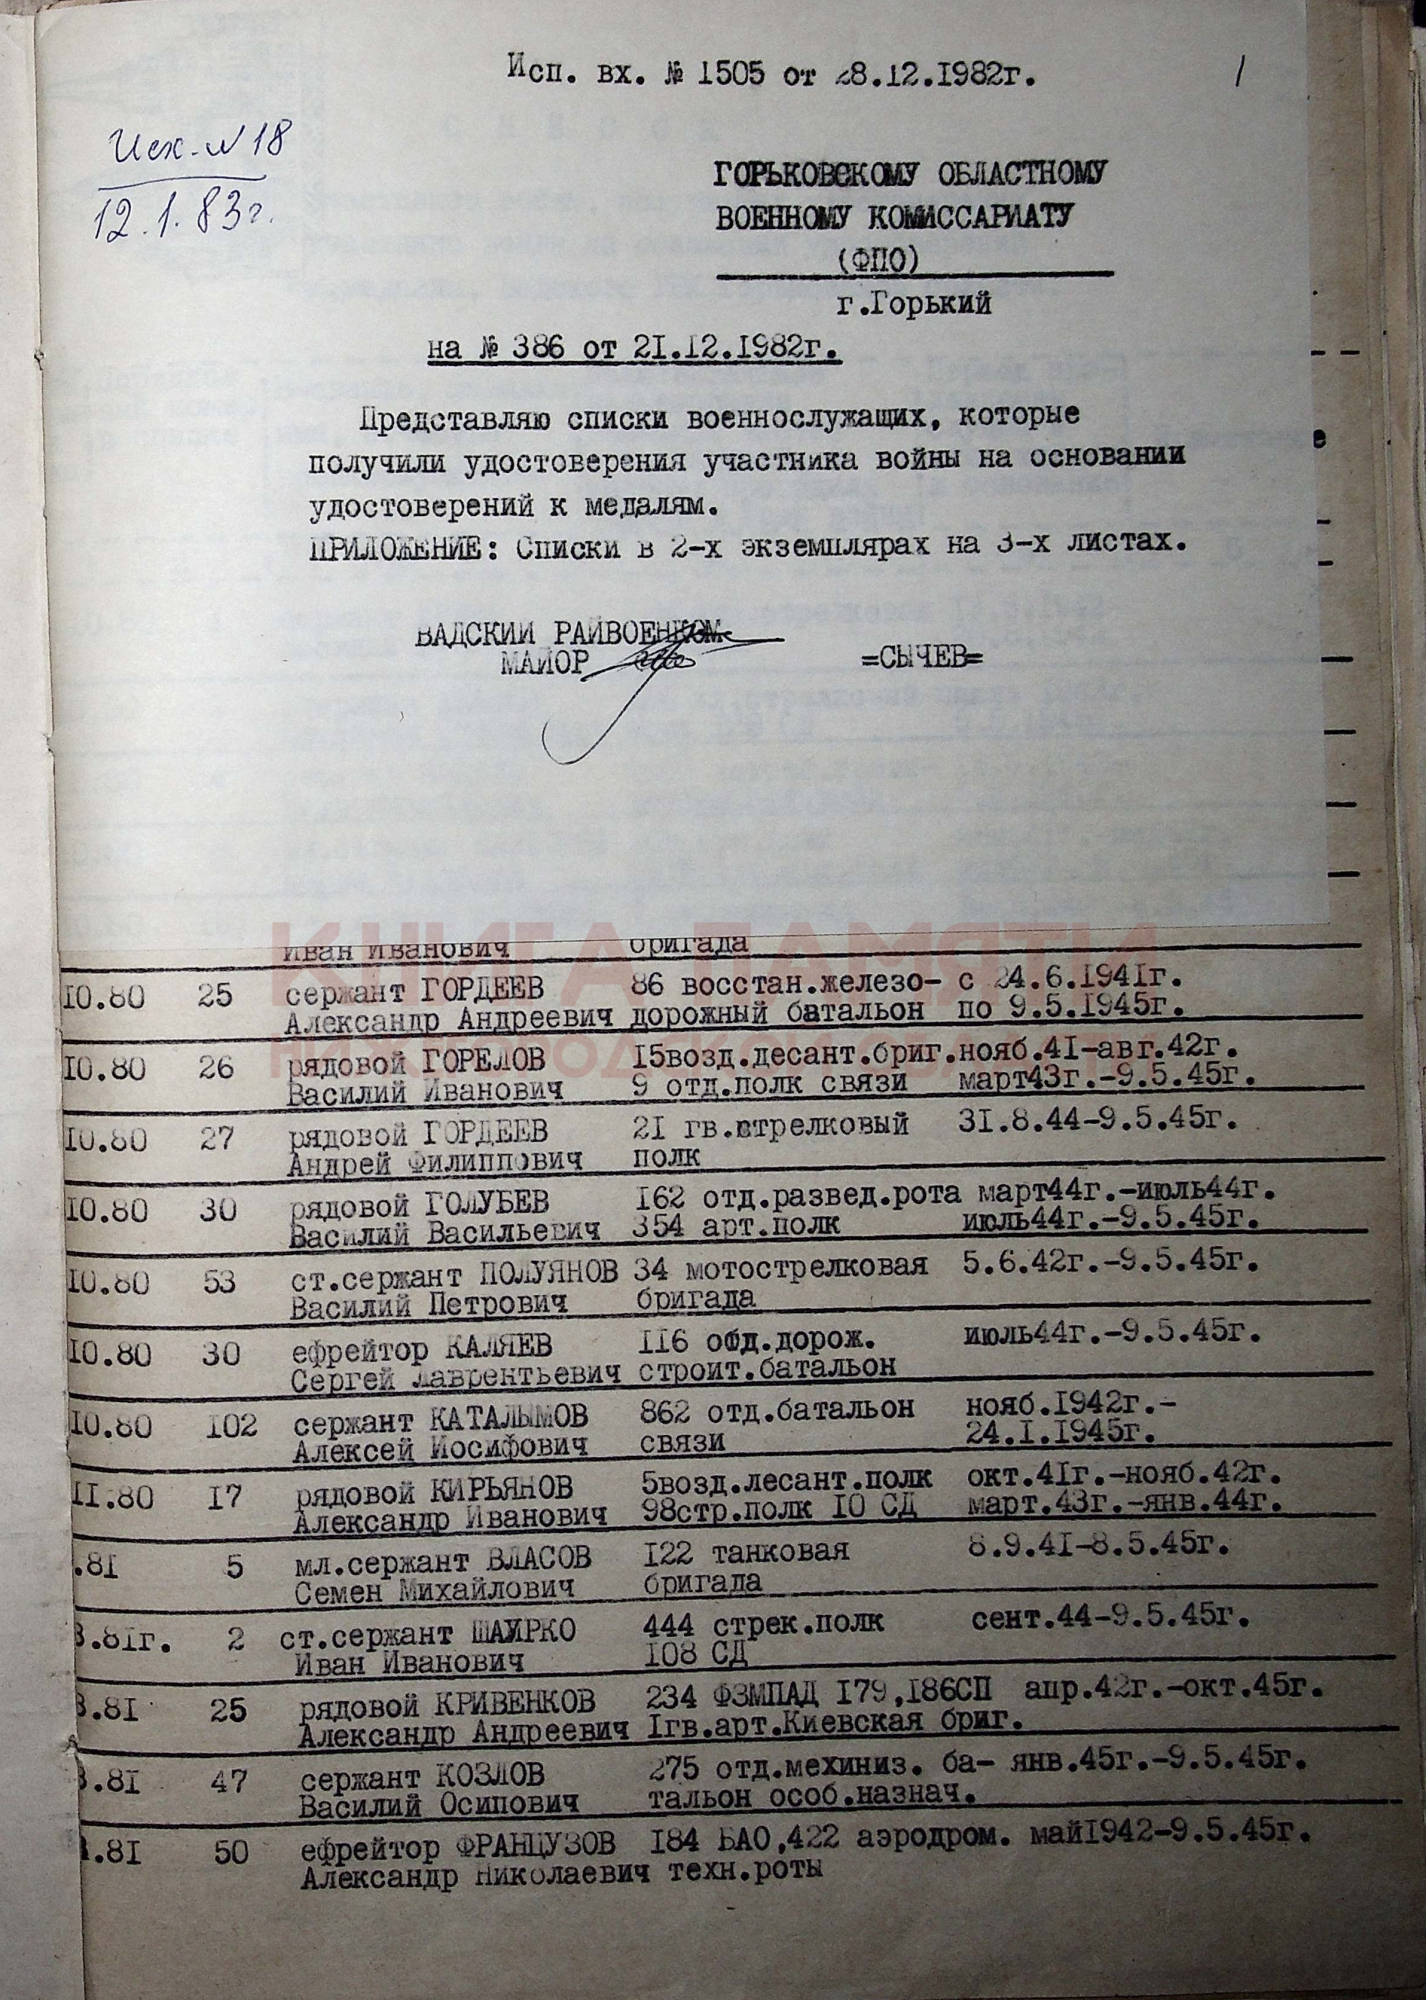 Исп. вх. № 1505 от 28.12.1982г.
1
Исх. N 18
12.1.83г.
ГОРЬКОВСКОМУ ОБЛАСТНОМУ
ВОЕННОМУ КОМИССАРИАТУ
(ФПО)
г.Горький
на № 386 от 21.12.1982г.
Представляю списки военнослужащих, которые
получили удостоверения участника войны на основании
удостоверений к медалям.
ПРИЛОЖЕНИЕ: Списки в 2-х экземплярах на 3-х листах.
ВАДСКИЙ РАЙВОЕНКОМ
МАЙОР =СЫЧЕВ=
КНИГА ПАМЯТИ
Иван Иванович бригада
10.80 25 сержант ГОРДЕЕВ 86 восстан.железо- с 24.6.1941г.
Александр Андреевич дорожный батальон по 9.5.1945г.
10.80 26 рядовой ГОРЕЛОВ 15возд.десант.бриг.нояб.41-авг.42г.
Василий Иванович 9 отд.полк связи март43г.-9.5.45г.
10.80 27 рядовой ГОРДЕЕВ 21 гв.стрелковый 31.8.44-9.5.45г.
Андрей Филиппович полк
10.80 30 рядовой ГОЛУБЕВ 162 отд.развед.рота март44г.-июль44г.
Василий Васильевич 354 арт.полк июль44г.-9.5.45г.
10.80 53 ст.сержант ПОЛУЯНОВ 34 мотострелковая 5.6.42г.-9.5.45г.
Василий Петрович бригада
10.80 30 ефрейтор КАЛЯЕВ 116 обд.дорож. июль44г.-9.5.45г.
Сергей Лаврентьевич строит.батальон
10.80 102 сержант КАТАЛЫМОВ 862 отд.батальон нояб.1942г.-
Алексей Иосифович связи 24.1.1945г.
11.80 17 рядовой КИРЬЯНОВ 5возд.лесант.полк окт.41г.-нояб.42г.
Александр Иванович 98стр.полк 10 СД март.43г.-янв.44г.
.81 5 мл.сержант ВЛАСОВ 122 танковая 8.9.41-8.5.45г.
Семен Михайлович бригада
3.81г. 2 ст.сержант ШАИРКО 444 стрек.полк сент.44-9.5.45г.
Иван Иванович 108 СД
3.81 25 рядовой КРИВЕНКОВ 234 ФЗМПАД 179,186СП апр.42г.-окт.45г.
Александр Андреевич 1гв.арт.Киевская бриг.
3.81 47 сержант КОЗЛОВ 275 отд.мехиниз. ба- янв.45г.-9.5.45г.
Василий Осипович тальон особ.назнач.
.81 50 ефрейтор ФРАНЦУЗОВ 184 БАО,422 аэродром. май1942-9.5.45г.
Александр Николаевич техн.роты